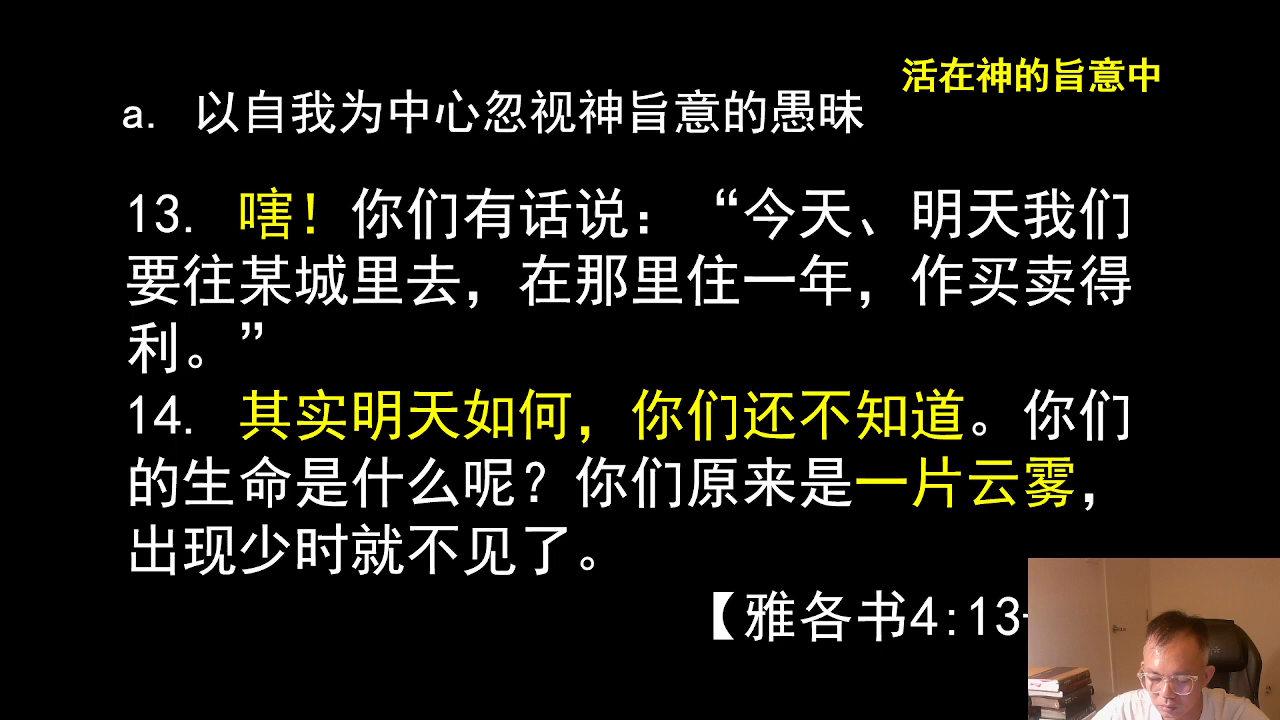 活在神的旨意中
a. 以自我为中心忽视神旨意的愚昧
13. 嗐！你们有话说：“今天、明天我们
要往某城里去，在那里住一年，作买卖得
利。”
14. 其实明天如何，你们还不知道。你们
的生命是什么呢？你们原来是一片云雾，
出现少时就不见了。
【雅各书4:13-